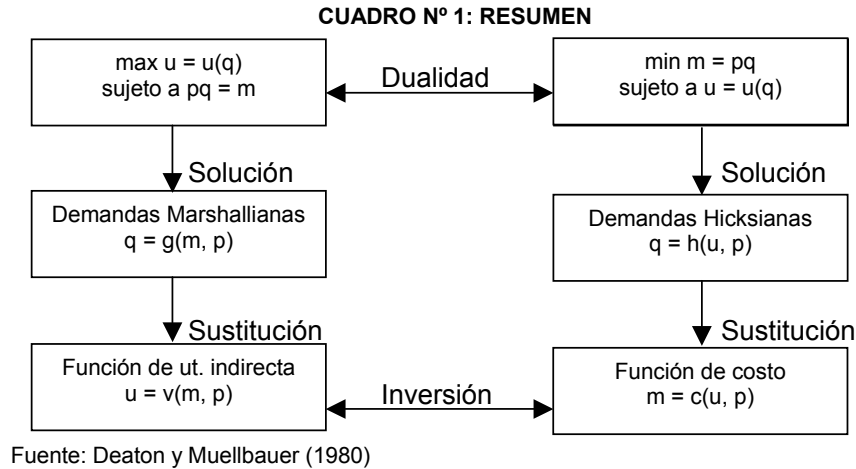 CUADRO Nº 1: RESUMEN
max u = u(q)
sujeto a pq = m
Dualidad
min m = pq
sujeto a u = u(q)
Solución
Solución
Demandas Marshallianas
q = g(m, p)
Demandas Hicksianas
q = h(u, p)
Sustitución
Sustitución
Función de ut. indirecta
u = v(m, p)
Inversión
Función de costo
m = c(u, p)
Fuente: Deaton y Muellbauer (1980)